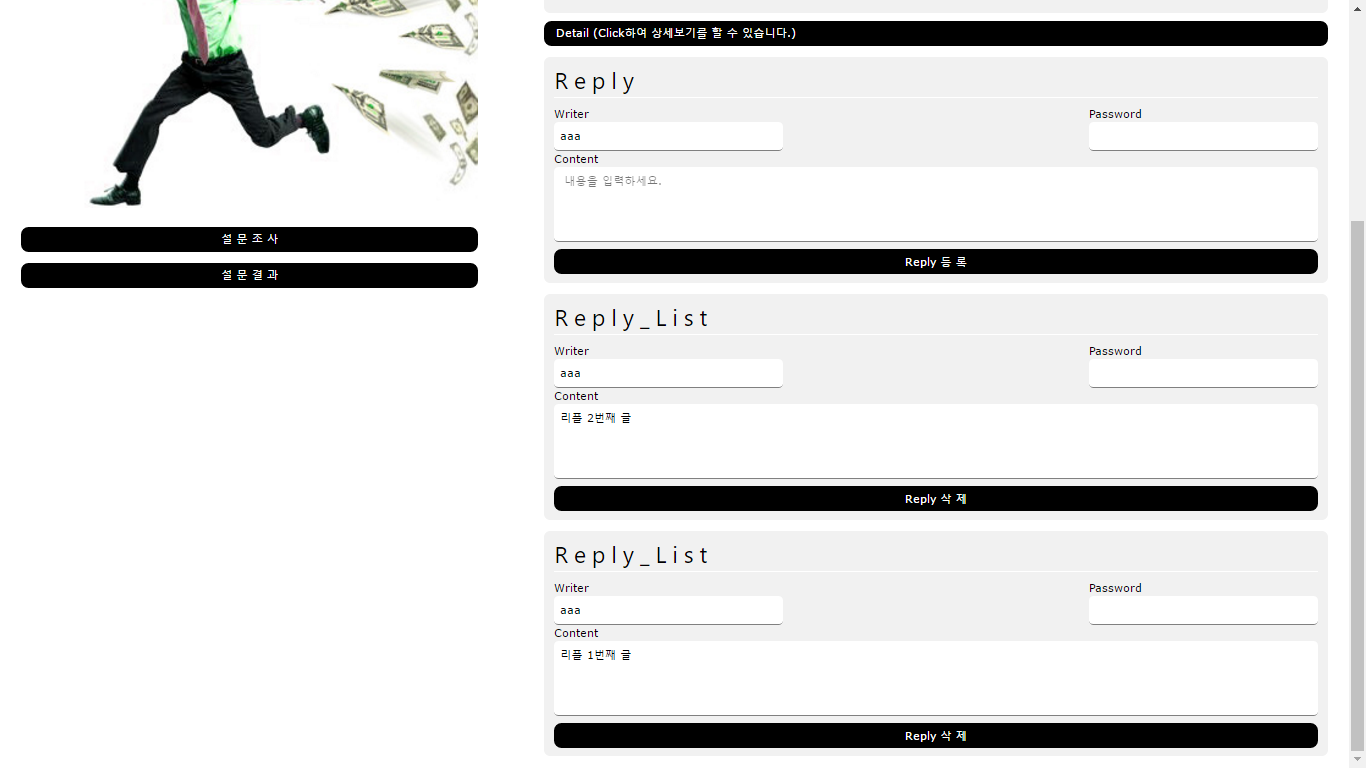 설 문 조 사
설 문 결 과
Detail (Click하여 상세보기를 할 수 있습니다.)
Reply
Writer
Password
aaa
Content
내용을 입력하세요.
Reply 등 록
Reply_List
Writer
Password
aaa
Content
리플 2번째 글
Reply 삭 제
Reply_List
Writer
Password
aaa
Content
리플 1번째 글
Reply 삭 제